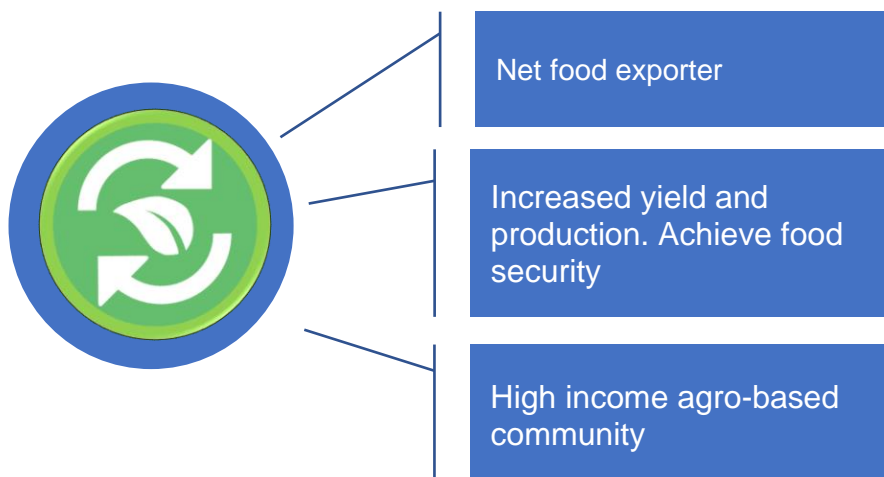 Net food exporter
Increased yield and
production. Achieve food
security
High income agro-based
community